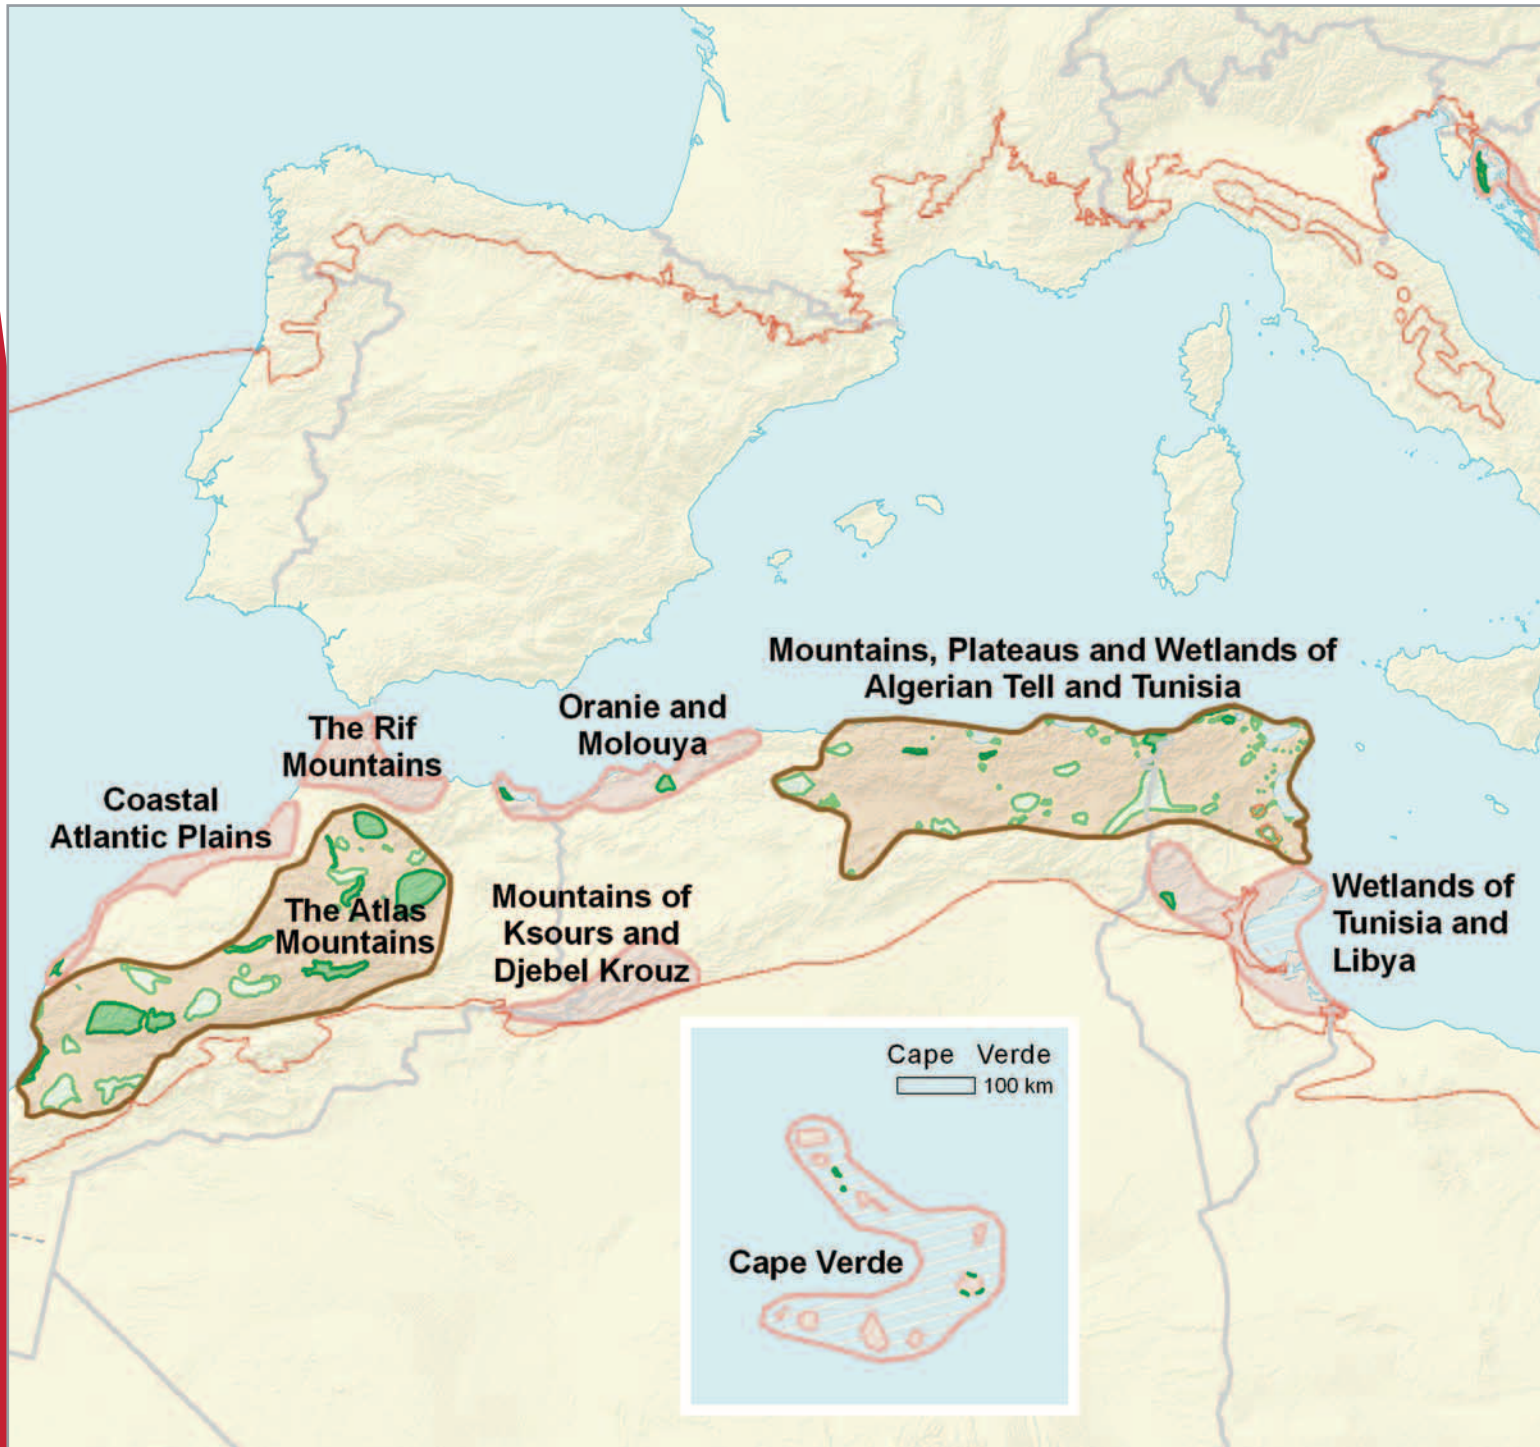 Mountains, Plateaus and Wetlands of
Algerian Tell and Tunisia
Oranie and
Molouya
The Rif
Mountains
Coastal
Atlantic Plains
The Atlas
Mountains
Mountains of
Ksours and
Djebel Krouz
Wetlands of
Tunisia and
Libya
Cape Verde
100 km
Cape Verde